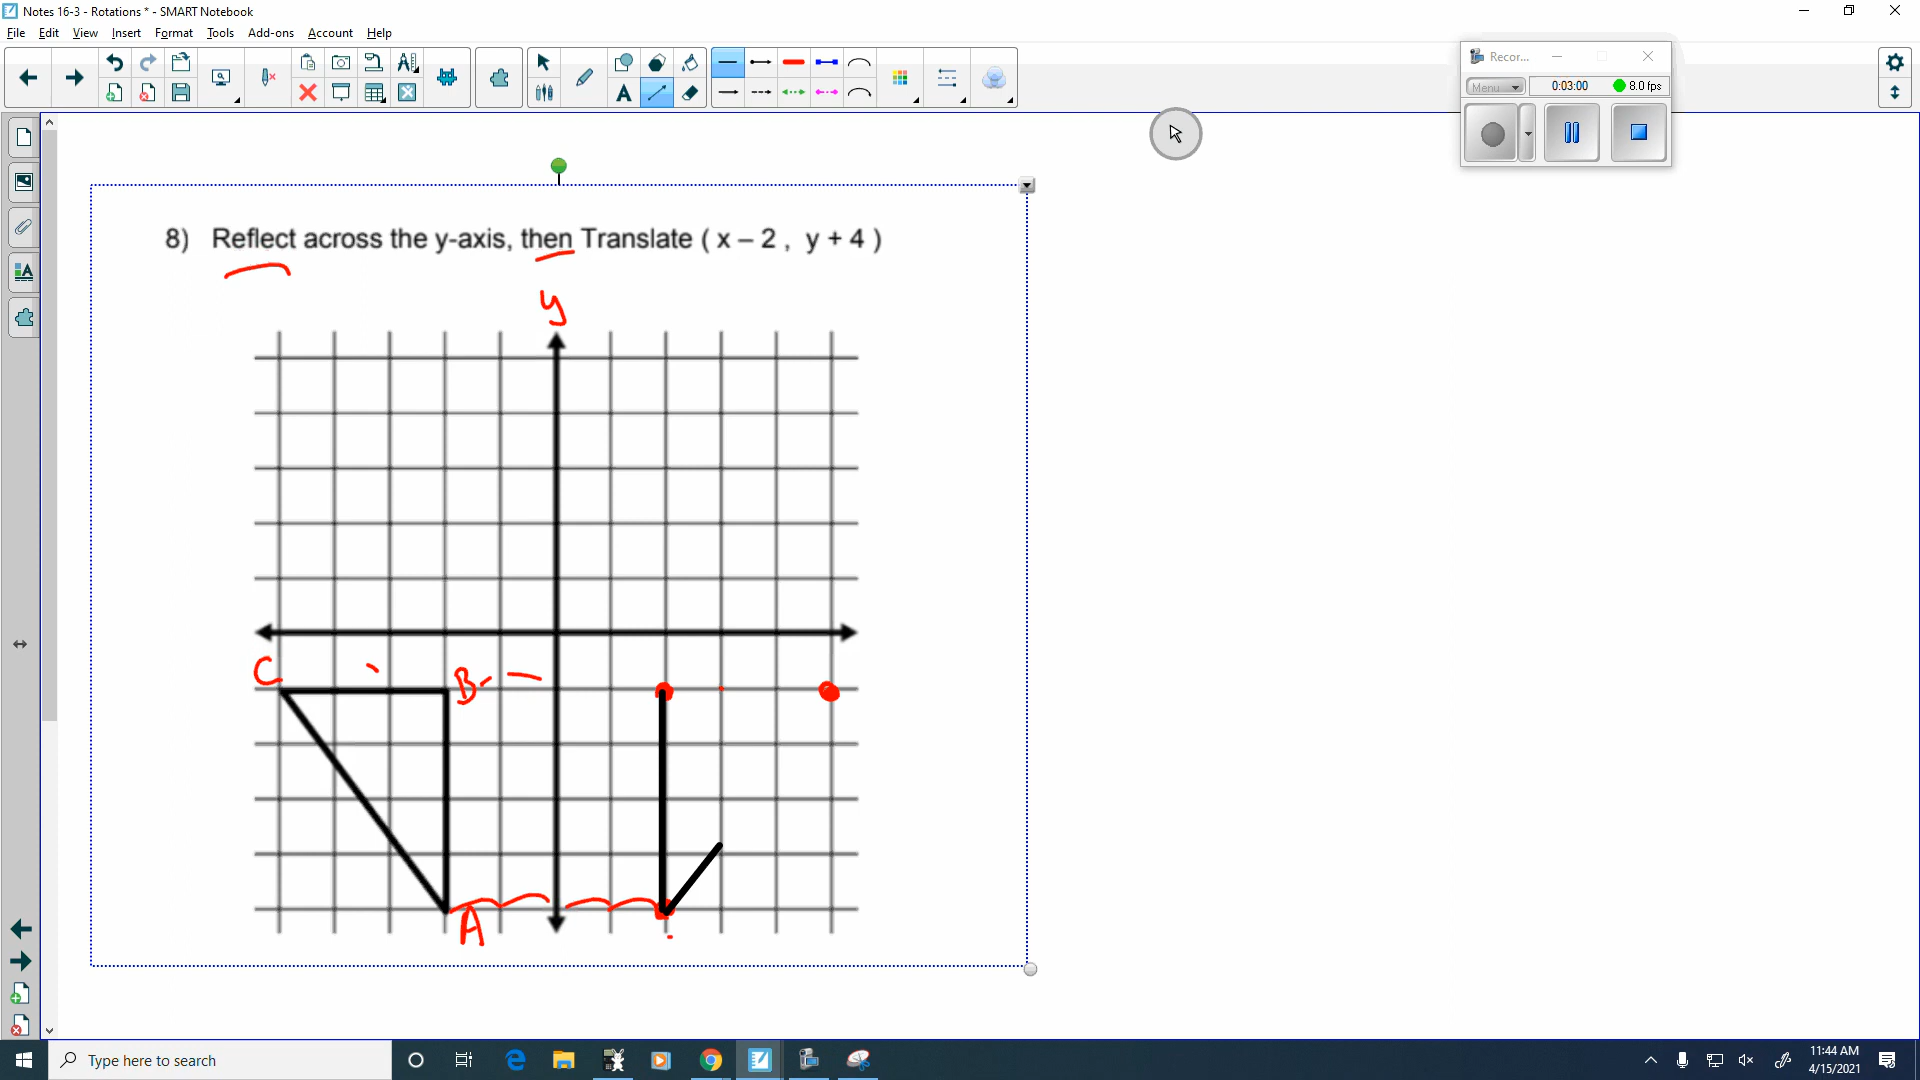 Notes 16-3 - Rotations * - SMART Notebook
File Edit View Insert Format Tools Add-ons Account Help
Recor...
Menu 0:03:00 8.0 fps
8) Reflect across the y-axis, then Translate ( x – 2 , y + 4 )
y
C
B
A
Type here to search
11:44 AM
4/15/2021